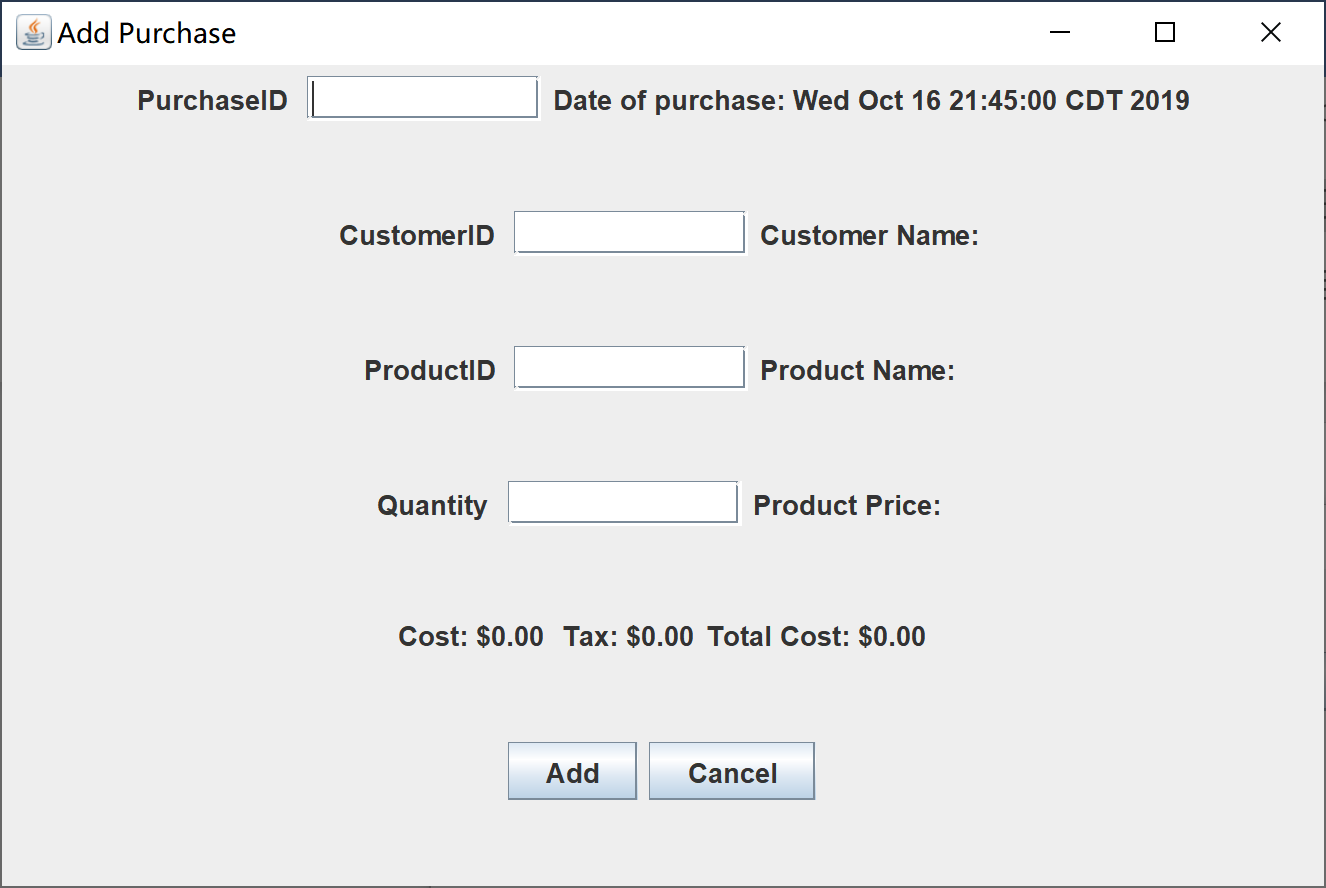 Add Purchase
PurchaseID Date of purchase: Wed Oct 16 21:45:00 CDT 2019
CustomerID Customer Name:
ProductID Product Name:
Quantity Product Price:
Cost: $0.00 Tax: $0.00 Total Cost: $0.00
Add Cancel